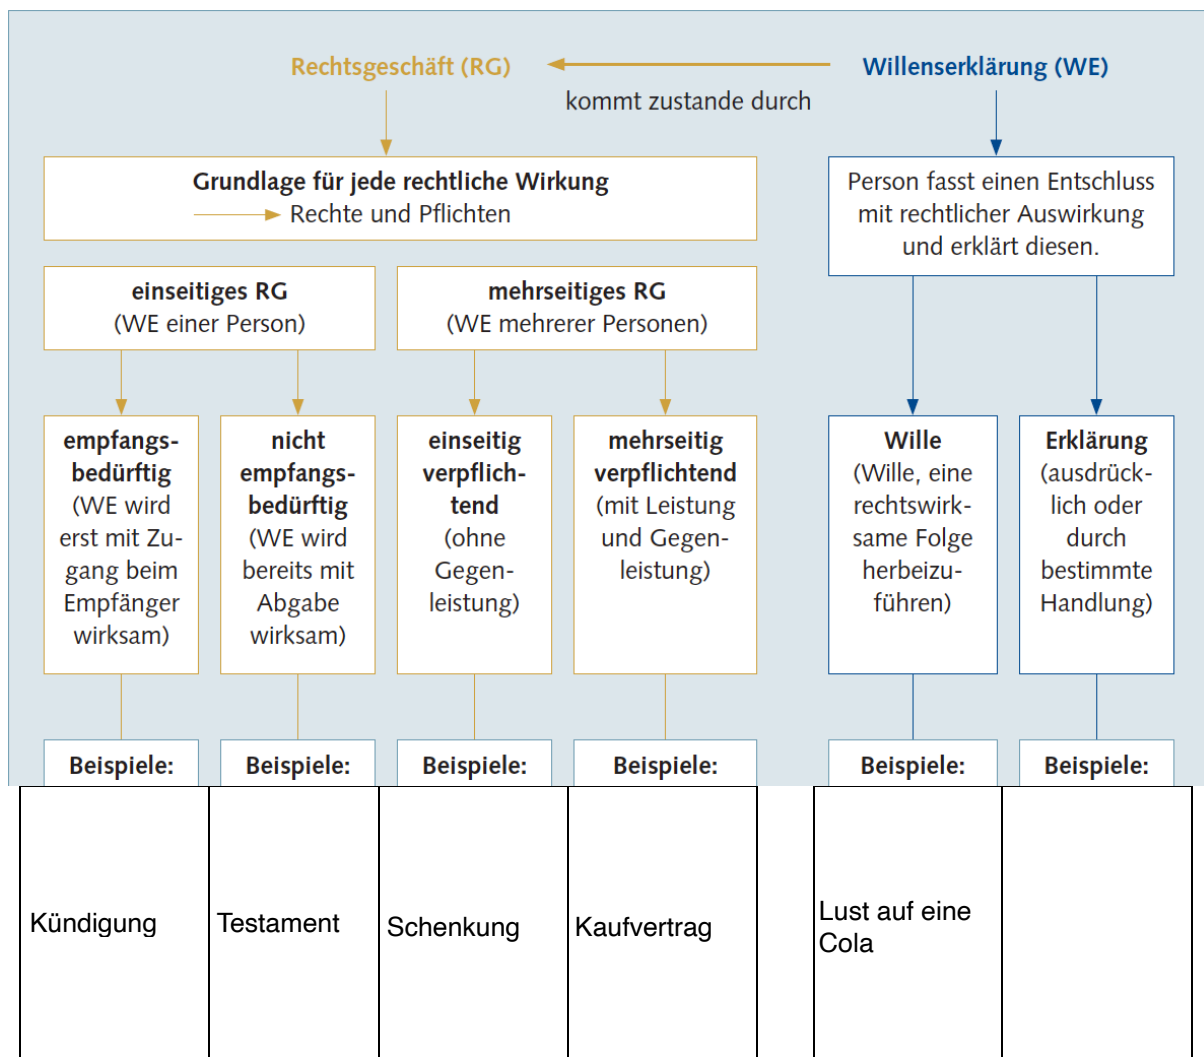 Rechtsgeschäft (RG)
Willenserklärung (WE)
kommt zustande durch
Grundlage für jede rechtliche Wirkung
Rechte und Pflichten
Person fasst einen Entschluss
mit rechtlicher Auswirkung
und erklärt diesen.
einseitiges RG
(WE einer Person)
mehrseitiges RG
(WE mehrerer Personen)
empfangs-
bedürftig
(WE wird
erst mit Zu-
gang beim
Empfänger
wirksam)
nicht
empfangs-
bedürftig
(WE wird
bereits mit
Abgabe
wirksam)
einseitig
verpflich-
tend
(ohne
Gegen-
leistung)
mehrseitig
verpflichtend
(mit Leistung
und Gegen-
leistung)
Wille
(Wille, eine
rechtswirk-
same Folge
herbeizu-
führen)
Erklärung
(ausdrück-
lich oder
durch
bestimmte
Handlung)
Beispiele:
Beispiele:
Beispiele:
Beispiele:
Beispiele:
Beispiele:
Kündigung
Testament
Schenkung
Kaufvertrag
Lust auf eine
Cola